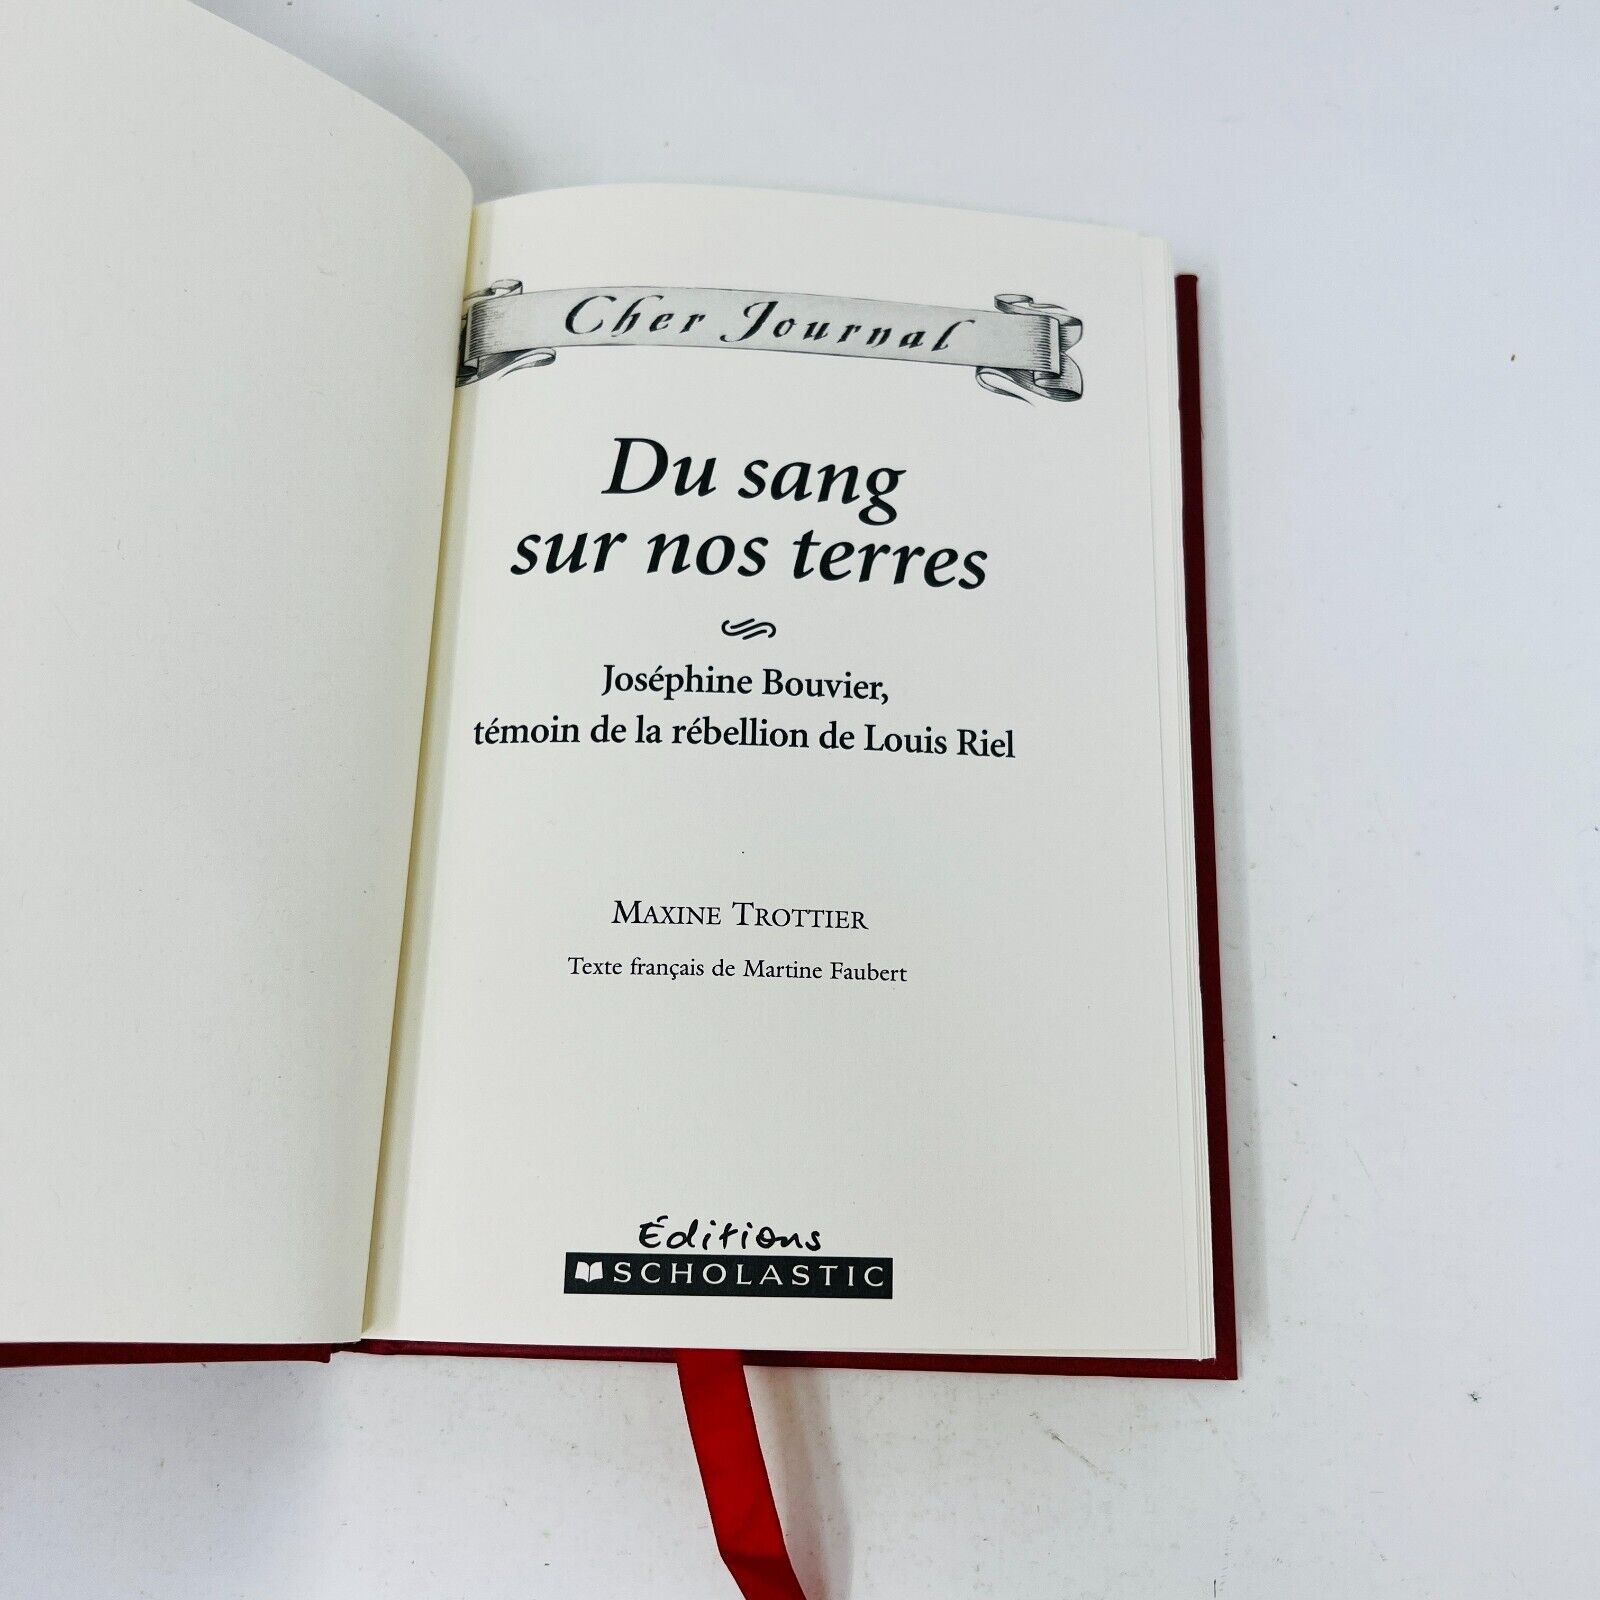 Cher Journal
Du sang
sur nos terres
Joséphine Bouvier,
témoin de la rébellion de Louis Riel
MAXINE TROTTIER
Texte français de Martine Faubert
Éditions
SCHOLASTIC